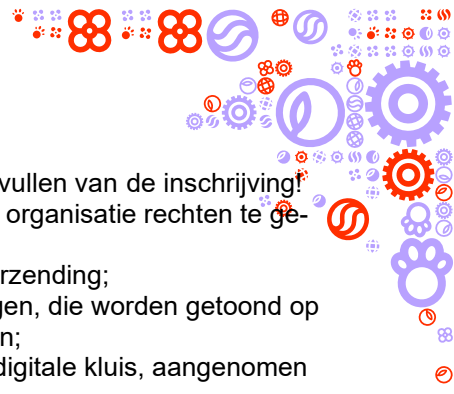 vullen van de inschrijving!
organisatie rechten te ge-
rzending;
gen, die worden getoond op
n;
digitale kluis, aangenomen